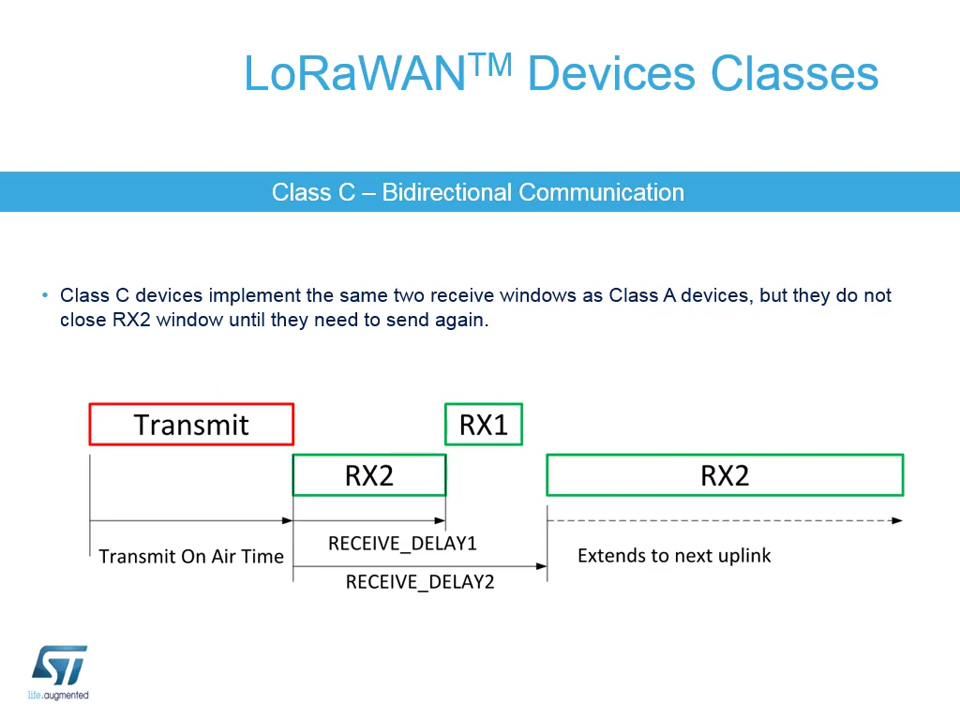 LoRaWAN™ Devices Classes
Class C – Bidirectional Communication
• Class C devices implement the same two receive windows as Class A devices, but they do not
close RX2 window until they need to send again.
Transmit
RX1
RX2
RX2
Transmit On Air Time
RECEIVE_DELAY1
Extends to next uplink
RECEIVE_DELAY2
ST
life.augmented